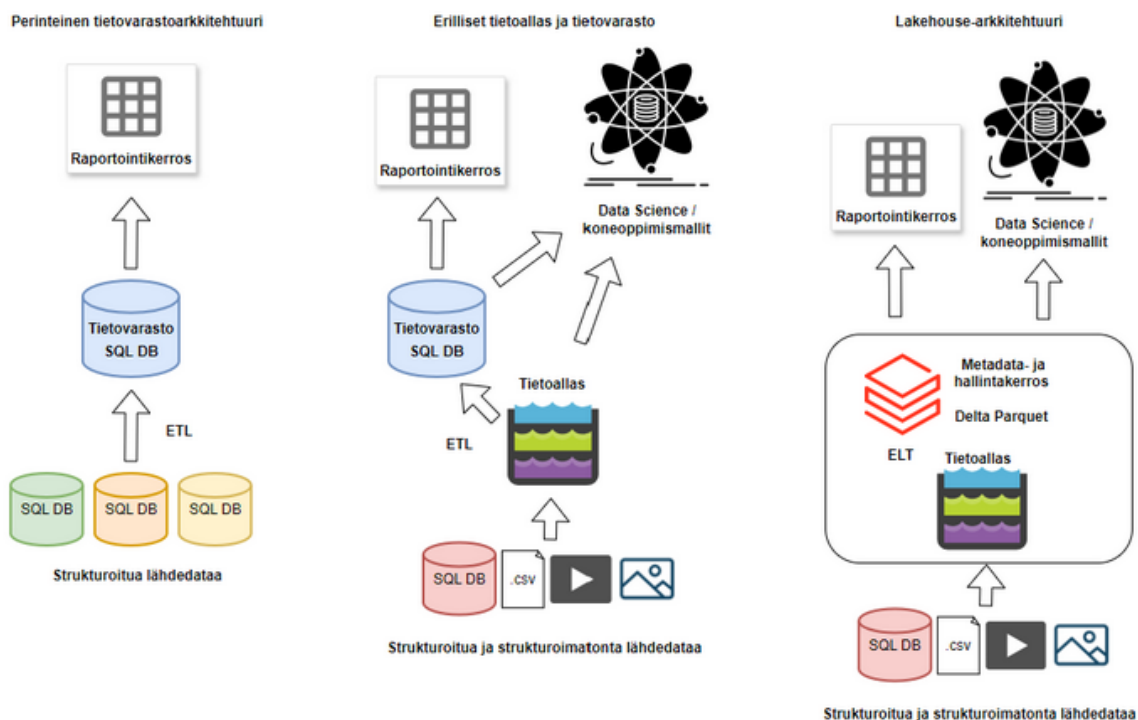 Perinteinen tietovarastoarkkitehtuuri
Raportointikerros
Tietovarasto
SQL DB
ETL
SQL DB
SQL DB
SQL DB
Strukturoitua lähdedataa
Erilliset tietoallas ja tietovarasto
Raportointikerros
Data Science /
koneoppimismallit
Tietovarasto
SQL DB
Tietoallas
ETL
SQL DB
.csv
Strukturoitua ja strukturoimatonta lähdedataa
Lakehouse-arkkitehtuuri
Raportointikerros
Data Science /
koneoppimismallit
Metadata- ja
hallintakerros
Delta Parquet
ELT
Tietoallas
SQL DB
.csv
Strukturoitua ja strukturoimatonta lähdedataa